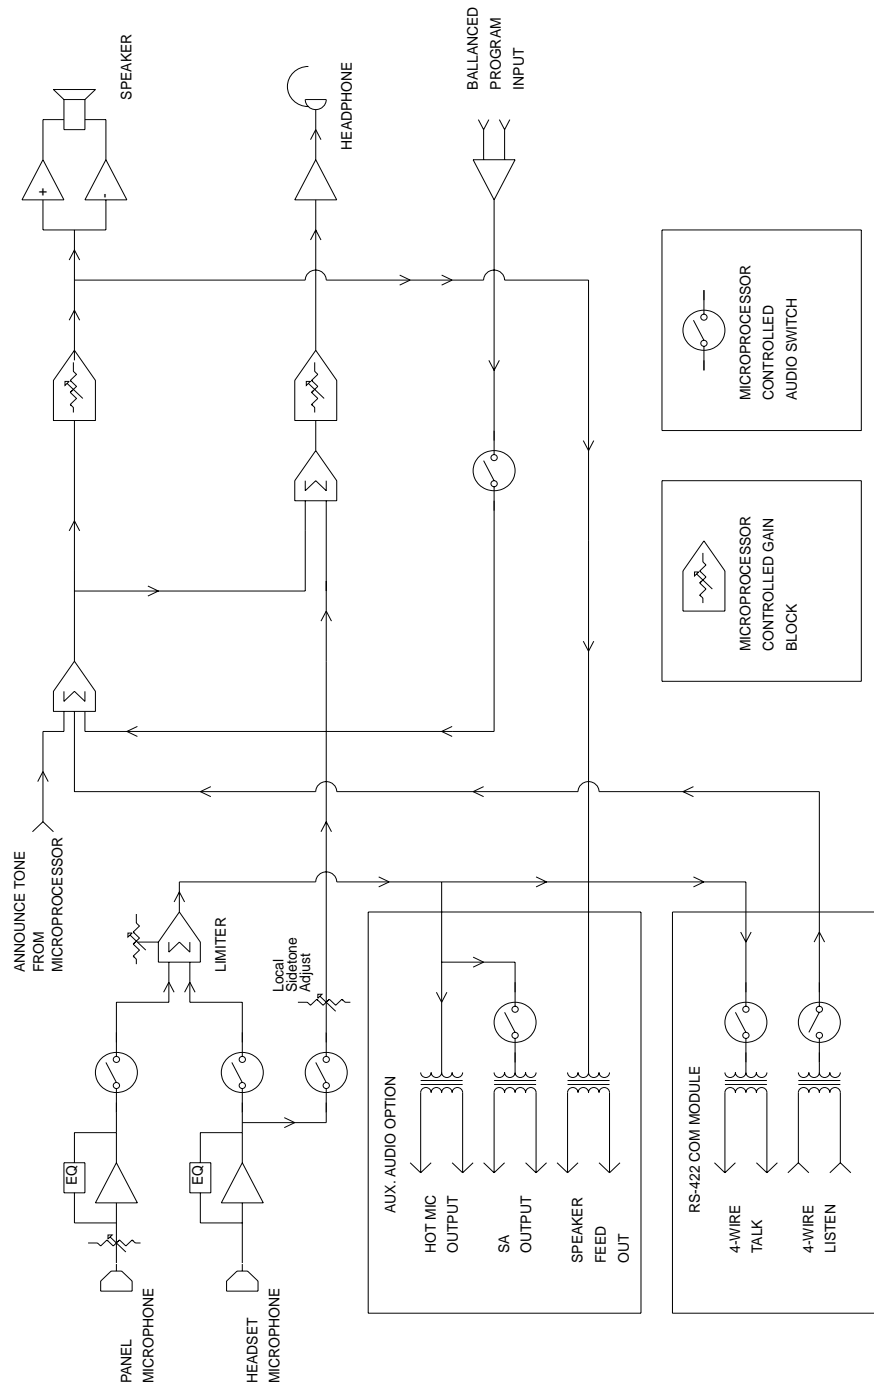 PANEL
MICROPHONE
EQ
HEADSET
MICROPHONE
EQ
Local
Sidetone
Adjust
Σ
LIMITER
ANNOUNCE TONE
FROM
MICROPROCESSOR
Σ
Σ
+
-
SPEAKER
HEADPHONE
BALLANCED
PROGRAM
INPUT
AUX. AUDIO OPTION
HOT MIC
OUTPUT
SA
OUTPUT
SPEAKER
FEED
OUT
RS-422 COM MODULE
4-WIRE
TALK
4-WIRE
LISTEN
MICROPROCESSOR
CONTROLLED GAIN
BLOCK
MICROPROCESSOR
CONTROLLED
AUDIO SWITCH